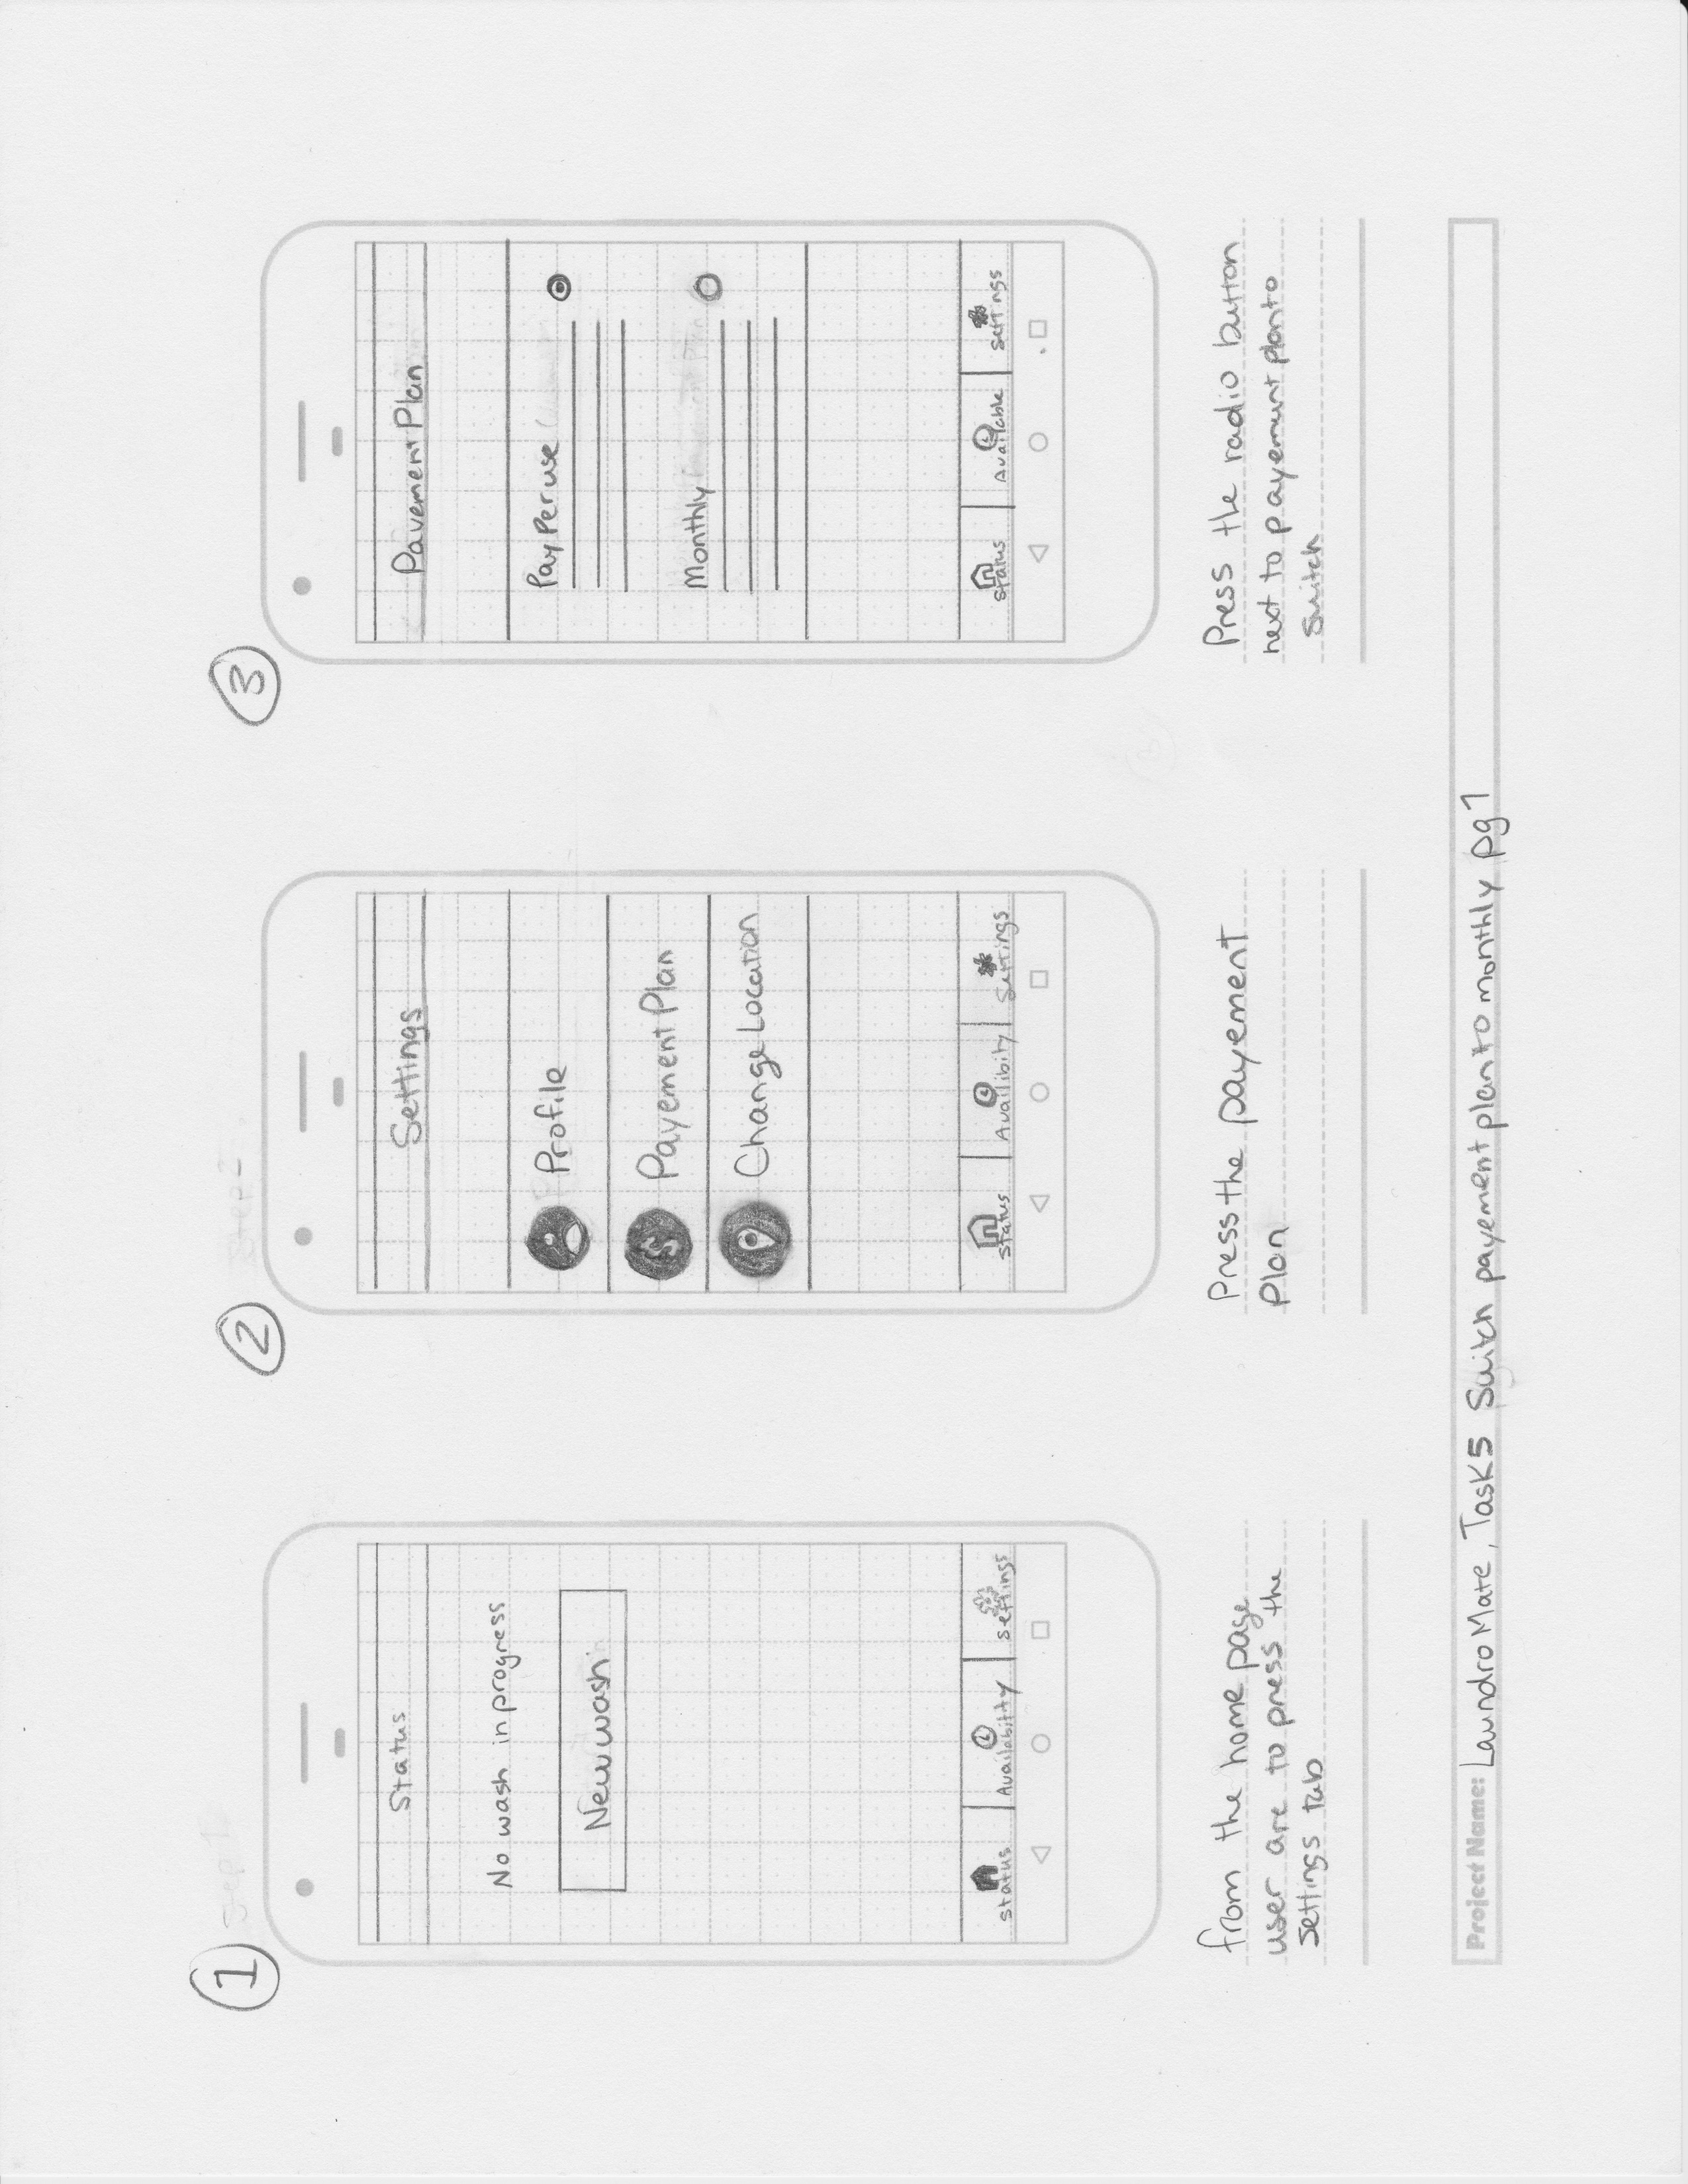 1
Status
No wash in progress
New wash
Status Availability Settings
from the home page
user are to press the
Settings tab
2
Settings
Profile
Payement Plan
Change Location
Status Availibity Settings
Press the payement
Plan
3
Pavement Plan
Pay Per use
Monthly
Status Available Settings
Press the radio button
next to payement plan to
Switch
Project Name: LaundroMate, Task 5 Switch payement plan to monthly pg 1